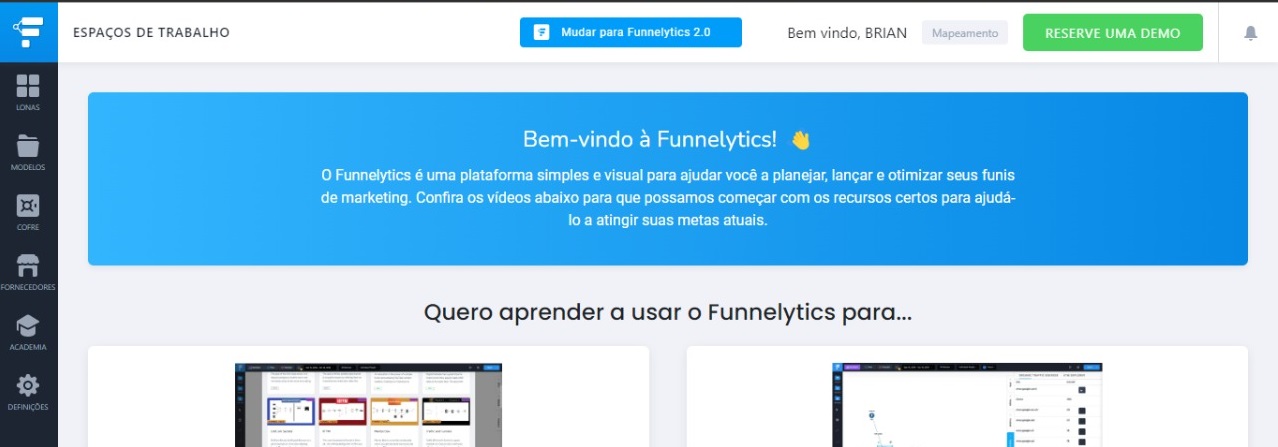 ESPAÇOS DE TRABALHO
Mudar para Funnelytics 2.0
Bem vindo, BRIAN
Mapeamento
RESERVE UMA DEMO
LONAS
MODELOS
COFRE
FORNECEDORES
ACADEMIA
DEFINIÇÕES
Bem-vindo à Funnelytics!
O Funnelytics é uma plataforma simples e visual para ajudar você a planejar, lançar e otimizar seus funis
de marketing. Confira os vídeos abaixo para que possamos começar com os recursos certos para ajudá-
lo a atingir suas metas atuais.
Quero aprender a usar o Funnelytics para...